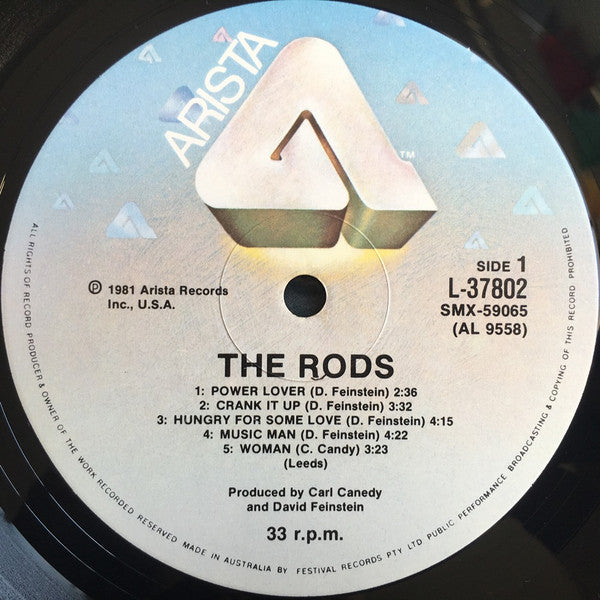 ARISTA
TM
SIDE 1
L-37802
SMX-59065
(AL 9558)
℗ 1981 Arista Records
Inc., U.S.A.
THE RODS
1: POWER LOVER (D. Feinstein) 2:36
2: CRANK IT UP (D. Feinstein) 3:32
3: HUNGRY FOR SOME LOVE (D. Feinstein) 4:15
4: MUSIC MAN (D. Feinstein) 4:22
5: WOMAN (C. Candy) 3:23
(Leeds)
Produced by Carl Canedy
and David Feinstein
33 r.p.m.
ALL RIGHTS OF RECORD PRODUCER & OWNER OF THE WORK RECORDED RESERVED MADE IN AUSTRALIA BY FESTIVAL RECORDS PTY LTD PUBLIC PERFORMANCE BROADCASTING & COPYING OF THIS RECORD PROHIBITED